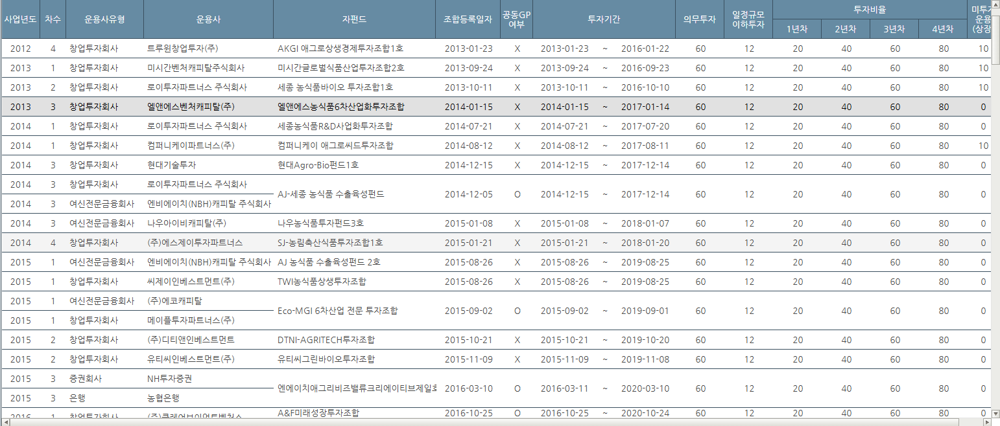 사업년도 차수 운용사유형 운용사 자펀드 조합등록일자 공동GP 여부 투자기간 의무투자 일정규모 이하투자 투자비율 미투자 운용 (상장
1년차 2년차 3년차 4년차
2012 4 창업투자회사 트루윈창업투자(주) AKGI 애그로상생경제투자조합1호 2013-01-23 X 2013-01-23 ~ 2016-01-22 60 12 20 40 60 80 10
2013 1 창업투자회사 미시간벤처캐피탈주식회사 미시간글로벌식품산업투자조합2호 2013-09-24 X 2013-09-24 ~ 2016-09-23 60 12 20 40 60 80 10
2013 2 창업투자회사 로이투자파트너스 주식회사 세종 농식품바이오 투자조합1호 2013-10-11 X 2013-10-11 ~ 2016-10-10 60 12 20 40 60 80 10
2013 3 창업투자회사 엘앤에스벤처캐피탈(주) 엘앤에스농식품6차산업화투자조합 2014-01-15 X 2014-01-15 ~ 2017-01-14 60 12 20 40 60 80 0
2014 1 창업투자회사 로이투자파트너스 주식회사 세종농식품R&D사업화투자조합 2014-07-21 X 2014-07-21 ~ 2017-07-20 60 12 20 40 60 80 0
2014 1 창업투자회사 컴퍼니케이파트너스(주) 컴퍼니케이 애그로씨드투자조합 2014-08-12 X 2014-08-12 ~ 2017-08-11 60 12 20 40 60 80 10
2014 3 창업투자회사 현대기술투자 현대Agro-Bio펀드1호 2014-12-15 X 2014-12-15 ~ 2017-12-14 60 12 20 40 60 80 0
2014 3 창업투자회사 로이투자파트너스 주식회사
AJ-세종 농식품 수출육성펀드 2014-12-05 O 2014-12-15 ~ 2017-12-14 60 12 20 40 60 80 0
2014 3 여신전문금융회사 엔비에이치(NBH)캐피탈 주식회사
2014 3 여신전문금융회사 나우아이비캐피탈(주) 나우농식품투자펀드3호 2015-01-08 X 2015-01-08 ~ 2018-01-07 60 12 20 40 60 80 0
2014 4 창업투자회사 (주)에스제이투자파트너스 SJ-농림축산식품투자조합1호 2015-01-21 X 2015-01-21 ~ 2018-01-20 60 12 20 40 60 80 0
2015 1 여신전문금융회사 엔비에이치(NBH)캐피탈 주식회사 AJ 농식품 수출육성펀드 2호 2015-08-26 X 2015-08-26 ~ 2019-08-25 60 12 20 40 60 80 0
2015 1 창업투자회사 씨제이인베스트먼트(주) TWI농식품상생투자조합 2015-08-26 X 2015-08-26 ~ 2019-08-25 60 12 20 40 60 80 0
2015 1 여신전문금융회사 (주)에코캐피탈
Eco-MGI 6차산업 전문 투자조합 2015-09-02 O 2015-09-02 ~ 2019-09-01 60 12 20 40 60 80 0
2015 1 창업투자회사 메이플투자파트너스(주)
2015 2 창업투자회사 (주)디티앤인베스트먼트 DTNI-AGRITECH투자조합 2015-10-21 X 2015-10-21 ~ 2019-10-20 60 12 20 40 60 80 0
2015 2 창업투자회사 유티씨인베스트먼트(주) 유티씨그린바이오투자조합 2015-11-09 X 2015-11-09 ~ 2019-11-08 60 12 20 40 60 80 0
2015 3 증권회사 NH투자증권
엔에이치애그리비즈밸류크리에이티브제일호 2016-03-10 O 2016-03-11 ~ 2020-03-10 60 12 20 40 60 80 0
2015 3 은행 농협은행
A&F미래성장투자조합 2016-10-25 O 2016-10-25 ~ 2020-10-24 60 12 20 40 60 80 0
2016 1 창업투자회사